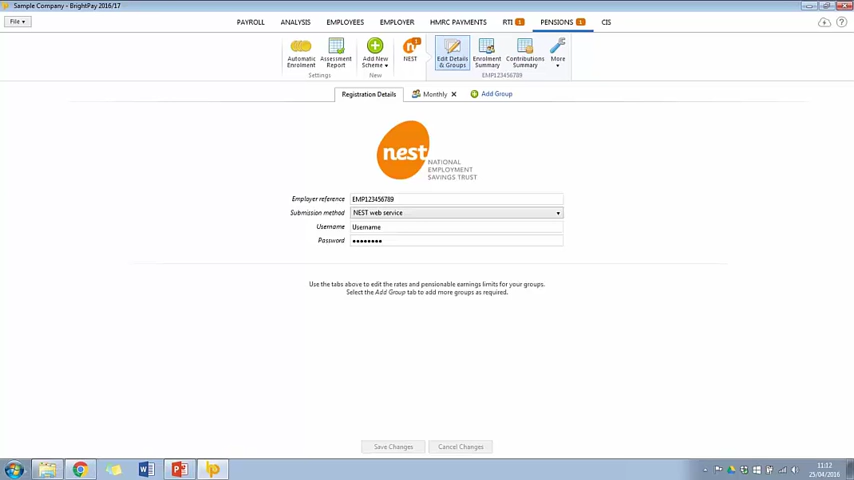 Sample Company - BrightPay 2016/17
File
PAYROLL ANALYSIS EMPLOYEES EMPLOYER HMRC PAYMENTS RTI 1 PENSIONS 1 CIS
Automatic Enrolment
Assessment Report
Settings
Add New Scheme
New
1
NEST
Edit Details & Groups
Enrolment Summary
Contributions Summary
More
EMP123456789
Registration Details Monthly Add Group
nest
NATIONAL
EMPLOYMENT
SAVINGS TRUST
Employer reference EMP123456789
Submission method NEST web service
Username Username
Password ••••••••
Use the tabs above to edit the rates and pensionable earnings limits for your groups.
Select the Add Group tab to add more groups as required.
Save Changes Cancel Changes
11:12
25/04/2016